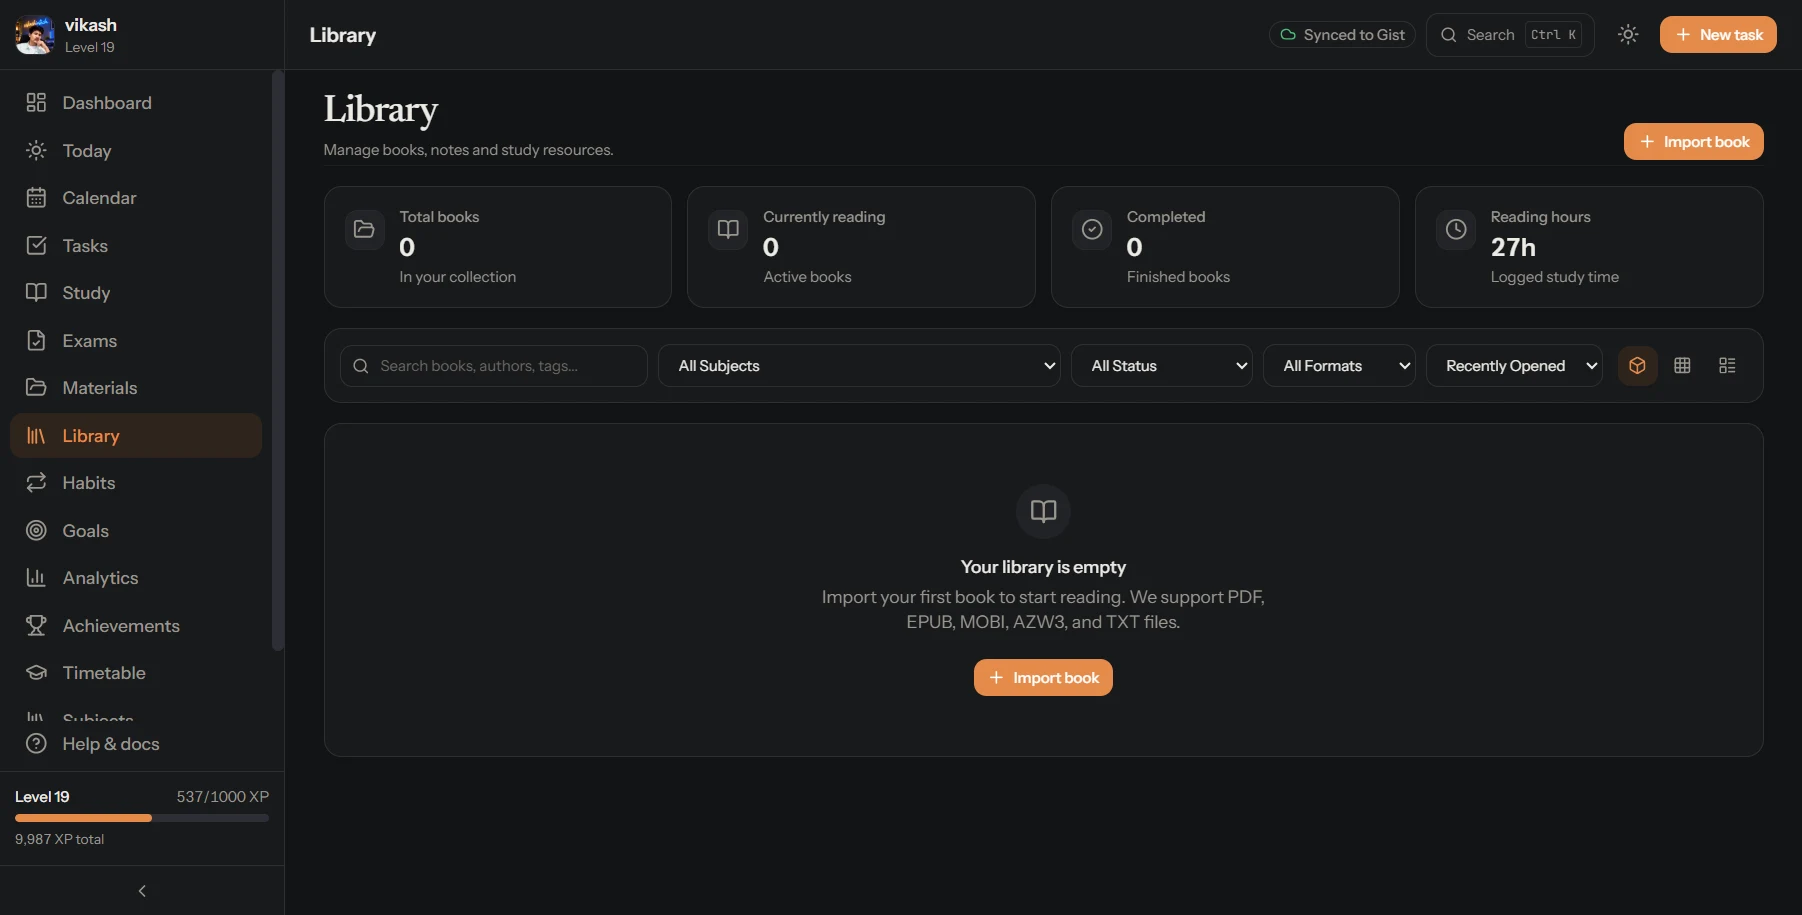 vikash
Level 19
Dashboard
Today
Calendar
Tasks
Study
Exams
Materials
Library
Habits
Goals
Analytics
Achievements
Timetable
Subjects
Help & docs
Level 19 537/1000 XP
9,987 XP total
Library
Synced to Gist
Search Ctrl K
New task
Library
Manage books, notes and study resources.
Import book
Total books
0
In your collection
Currently reading
0
Active books
Completed
0
Finished books
Reading hours
27h
Logged study time
Search books, authors, tags...
All Subjects
All Status
All Formats
Recently Opened
Your library is empty
Import your first book to start reading. We support PDF,
EPUB, MOBI, AZW3, and TXT files.
Import book